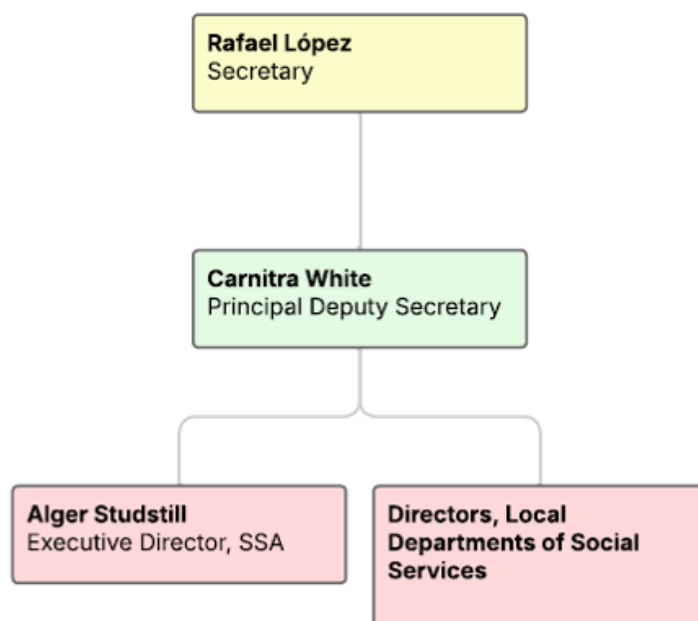 Rafael López
Secretary
Carnitra White
Principal Deputy Secretary
Alger Studstill
Executive Director, SSA
Directors, Local
Departments of Social
Services